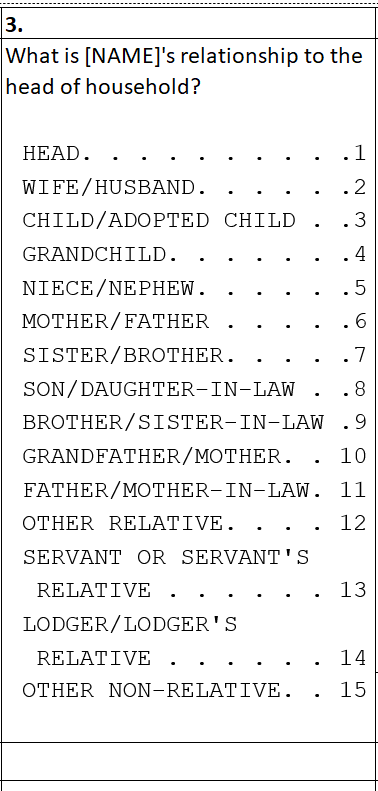 3.
What is [NAME]'s relationship to the
head of household?
HEAD. . . . . . . . . .1
WIFE/HUSBAND. . . . . .2
CHILD/ADOPTED CHILD . .3
GRANDCHILD. . . . . . .4
NIECE/NEPHEW. . . . . .5
MOTHER/FATHER . . . . .6
SISTER/BROTHER. . . . .7
SON/DAUGHTER-IN-LAW . .8
BROTHER/SISTER-IN-LAW .9
GRANDFATHER/MOTHER. . 10
FATHER/MOTHER-IN-LAW. 11
OTHER RELATIVE. . . . 12
SERVANT OR SERVANT'S
RELATIVE . . . . . . 13
LODGER/LODGER'S
RELATIVE . . . . . . 14
OTHER NON-RELATIVE. . 15